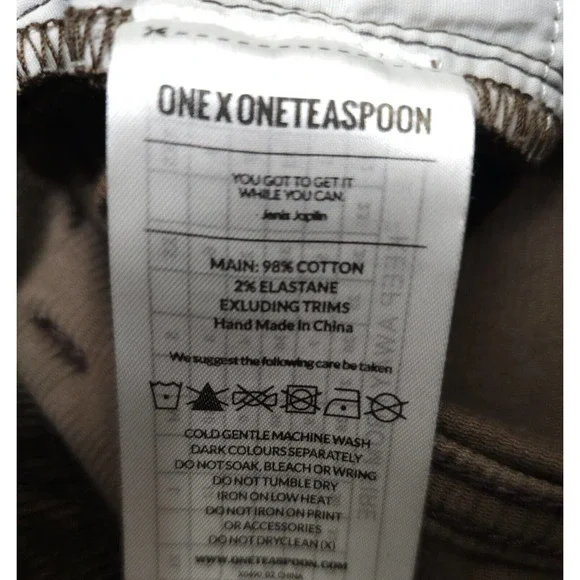 ONE X ONETEASPOON
YOU GOT TO GET IT
WHILE YOU CAN.
Janis Joplin
MAIN: 98% COTTON
2% ELASTANE
EXLUDING TRIMS
Hand Made In China
We suggest the following care be taken
COLD GENTLE MACHINE WASH
DARK COLOURS SEPARATELY
DO NOT SOAK, BLEACH OR WRING
DO NOT TUMBLE DRY
IRON ON LOW HEAT
DO NOT IRON ON PRINT
OR ACCESSORIES
DO NOT DRYCLEAN (X)
WWW.ONETEASPOON.COM
CHINA